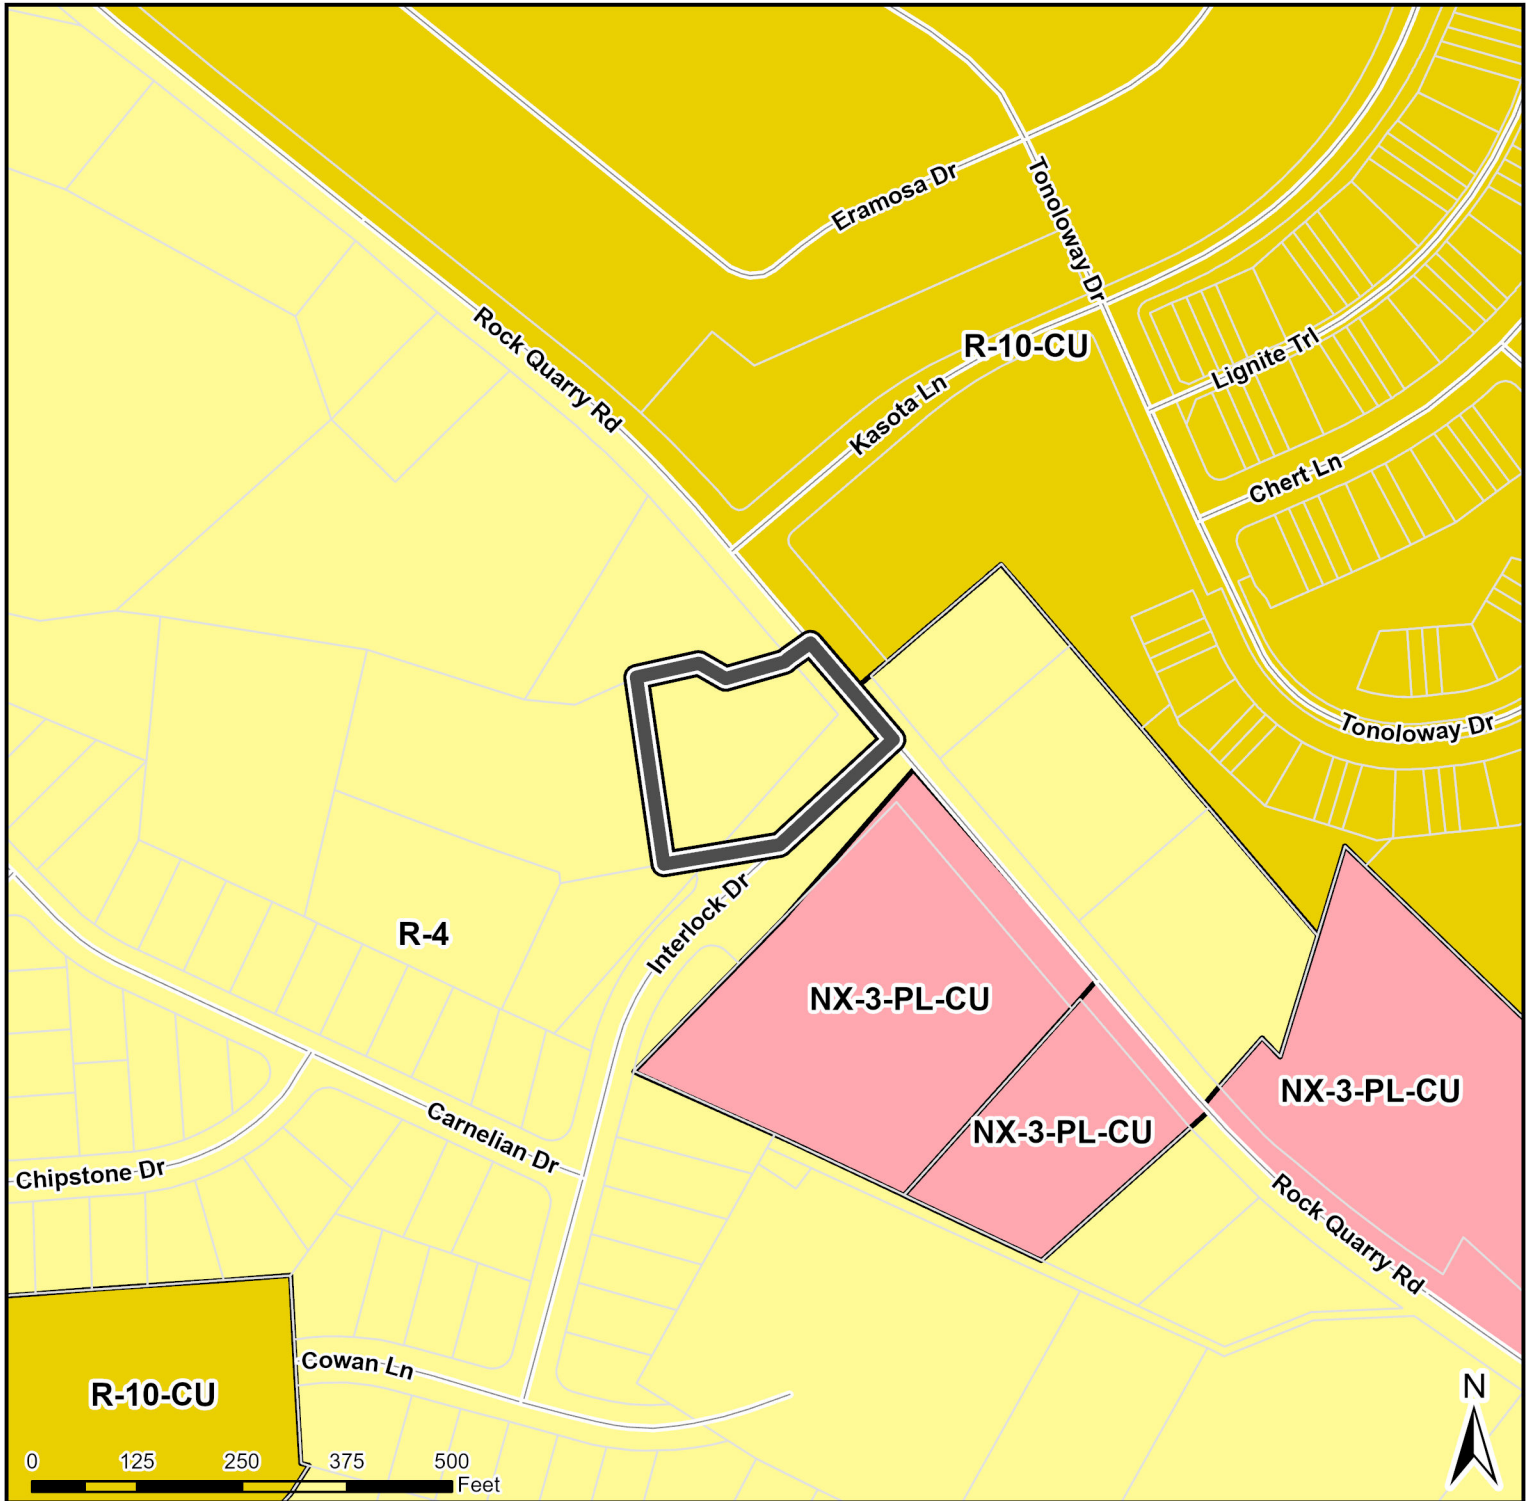 Eramosa Dr
Tonoloway Dr
Rock Quarry Rd
R-10-CU
Lignite Trl
Kasota Ln
Chert Ln
Tonoloway Dr
Interlock Dr
R-4
NX-3-PL-CU
NX-3-PL-CU
NX-3-PL-CU
Carnelian Dr
Chipstone Dr
Rock Quarry Rd
Cowan Ln
R-10-CU
N
0 125 250 375 500
Feet